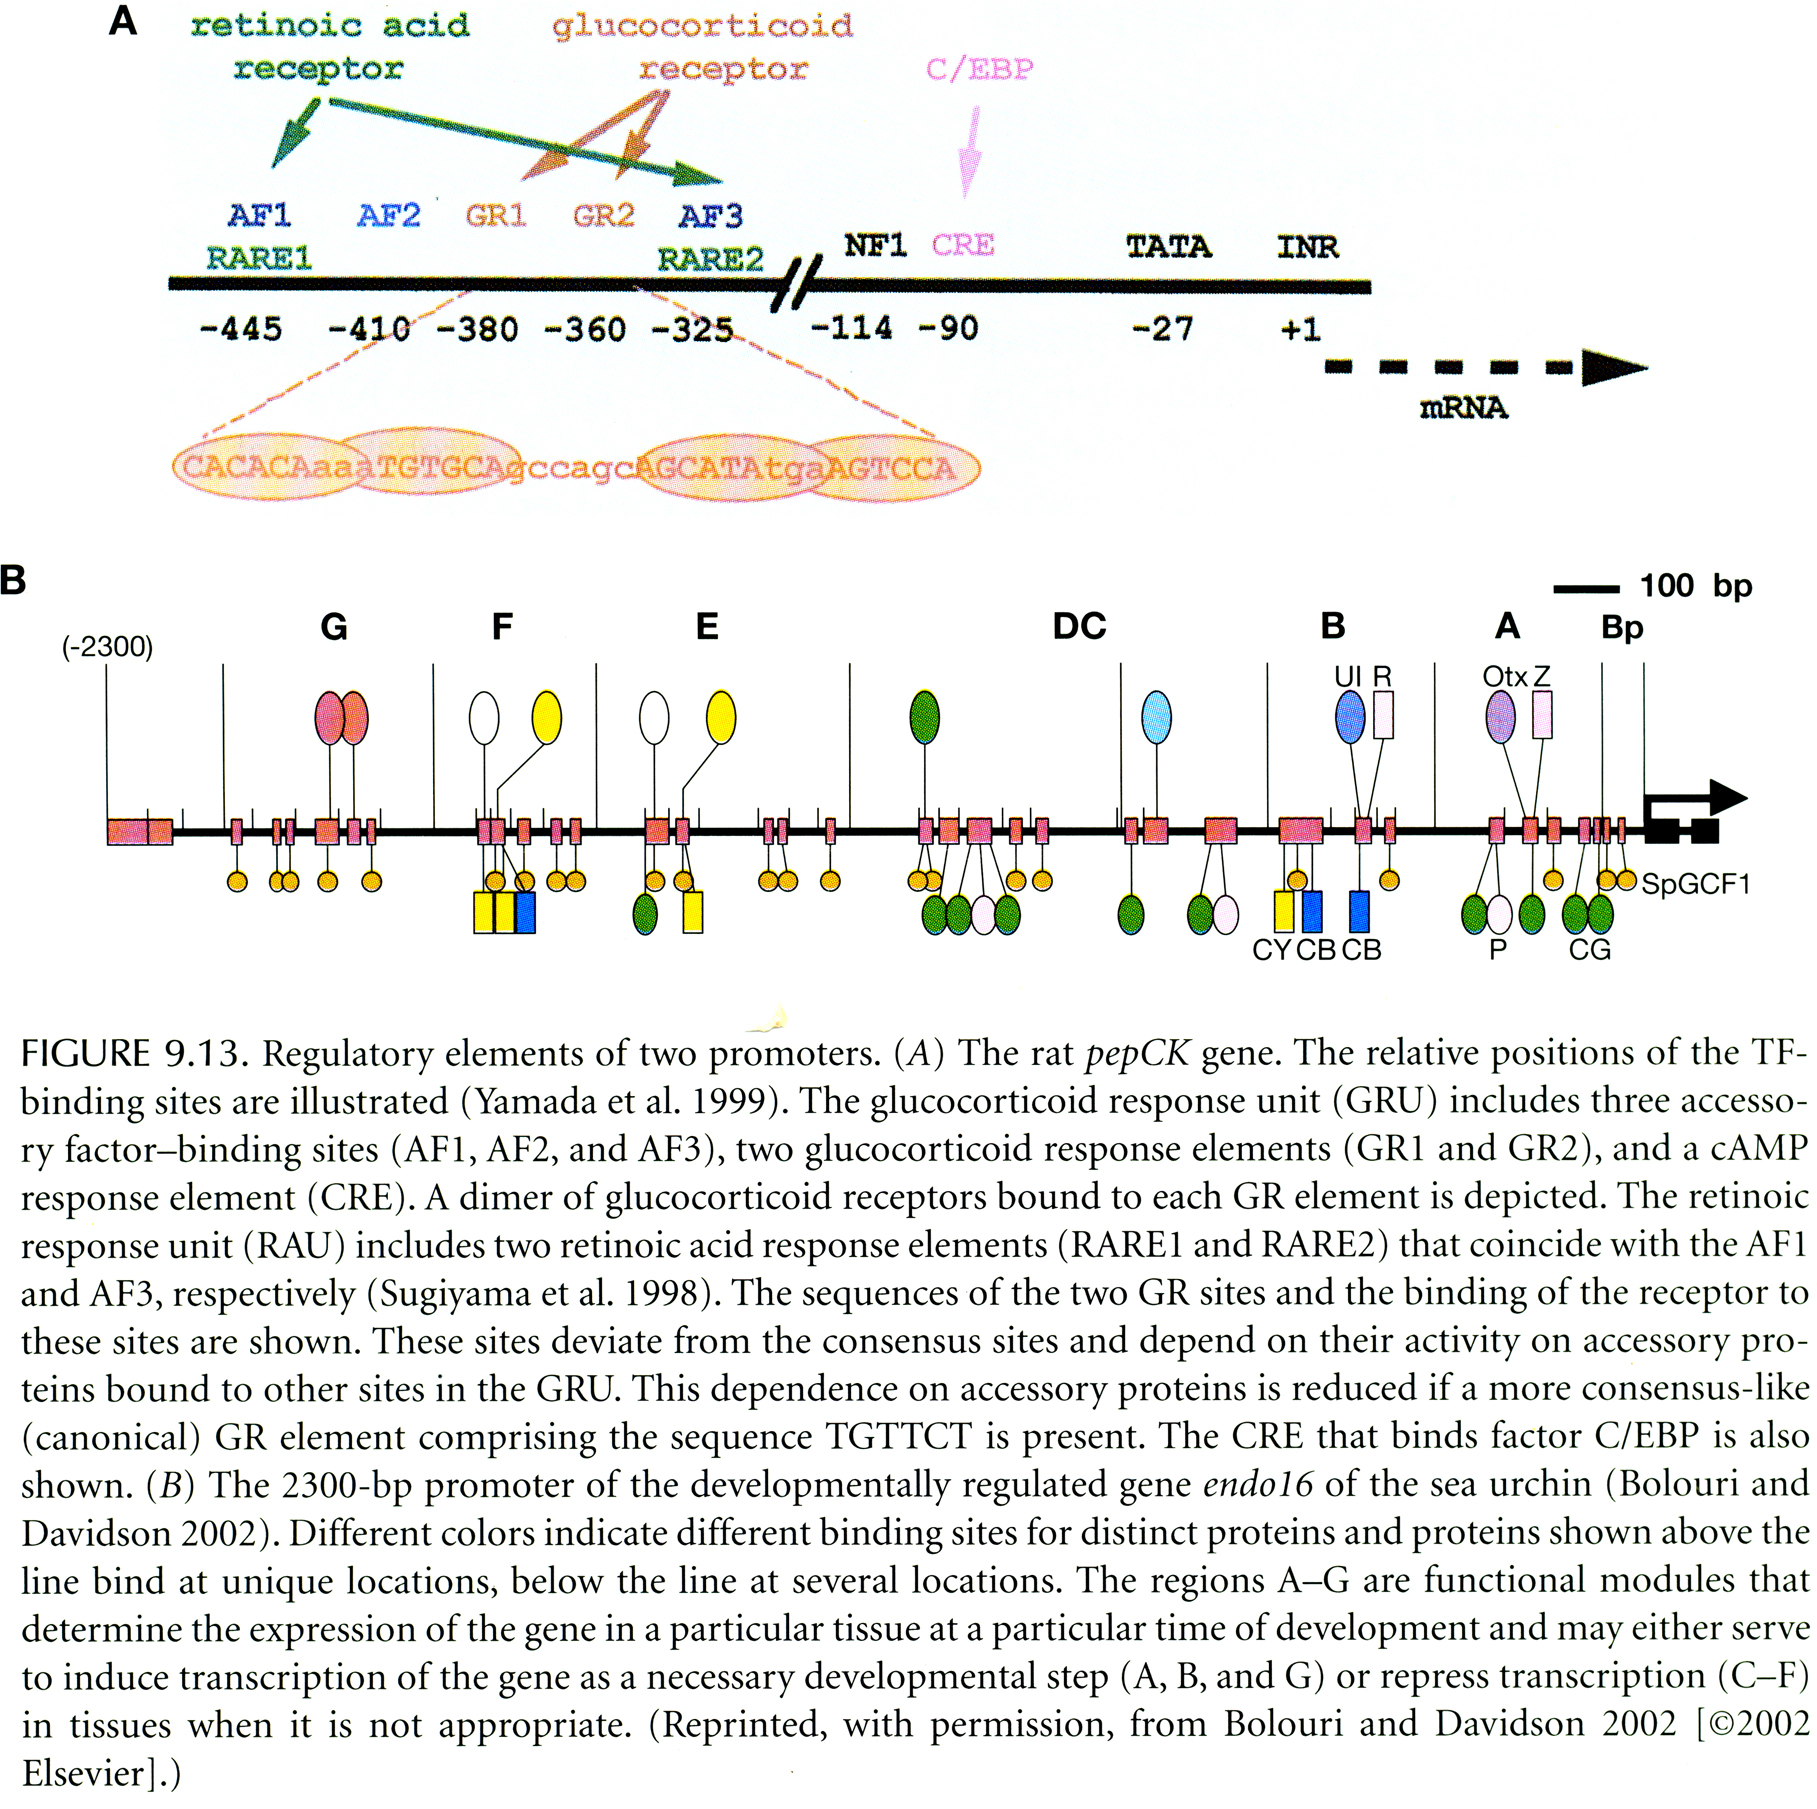 A
retinoic acid receptor
glucocorticoid receptor
C/EBP
AF1 AF2 GR1 GR2 AF3
RARE1 RARE2
NF1 CRE TATA INR
-445 -410 -380 -360 -325 -114 -90 -27 +1
mRNA
CACACAaaaaTGTGCAgccagcAGCATAtgaAGTCCA
B
100 bp
G F E DC B A Bp
(-2300)
UI R Otx Z
SpGCF1
CY CB CB P CG
FIGURE 9.13. Regulatory elements of two promoters. (A) The rat pepCK gene. The relative positions of the TF-
binding sites are illustrated (Yamada et al. 1999). The glucocorticoid response unit (GRU) includes three accesso-
ry factor–binding sites (AF1, AF2, and AF3), two glucocorticoid response elements (GR1 and GR2), and a cAMP
response element (CRE). A dimer of glucocorticoid receptors bound to each GR element is depicted. The retinoic
response unit (RAU) includes two retinoic acid response elements (RARE1 and RARE2) that coincide with the AF1
and AF3, respectively (Sugiyama et al. 1998). The sequences of the two GR sites and the binding of the receptor to
these sites are shown. These sites deviate from the consensus sites and depend on their activity on accessory pro-
teins bound to other sites in the GRU. This dependence on accessory proteins is reduced if a more consensus-like
(canonical) GR element comprising the sequence TGTTCT is present. The CRE that binds factor C/EBP is also
shown. (B) The 2300-bp promoter of the developmentally regulated gene endo16 of the sea urchin (Bolouri and
Davidson 2002). Different colors indicate different binding sites for distinct proteins and proteins shown above the
line bind at unique locations, below the line at several locations. The regions A–G are functional modules that
determine the expression of the gene in a particular tissue at a particular time of development and may either serve
to induce transcription of the gene as a necessary developmental step (A, B, and G) or repress transcription (C–F)
in tissues when it is not appropriate. (Reprinted, with permission, from Bolouri and Davidson 2002 [©2002
Elsevier].)